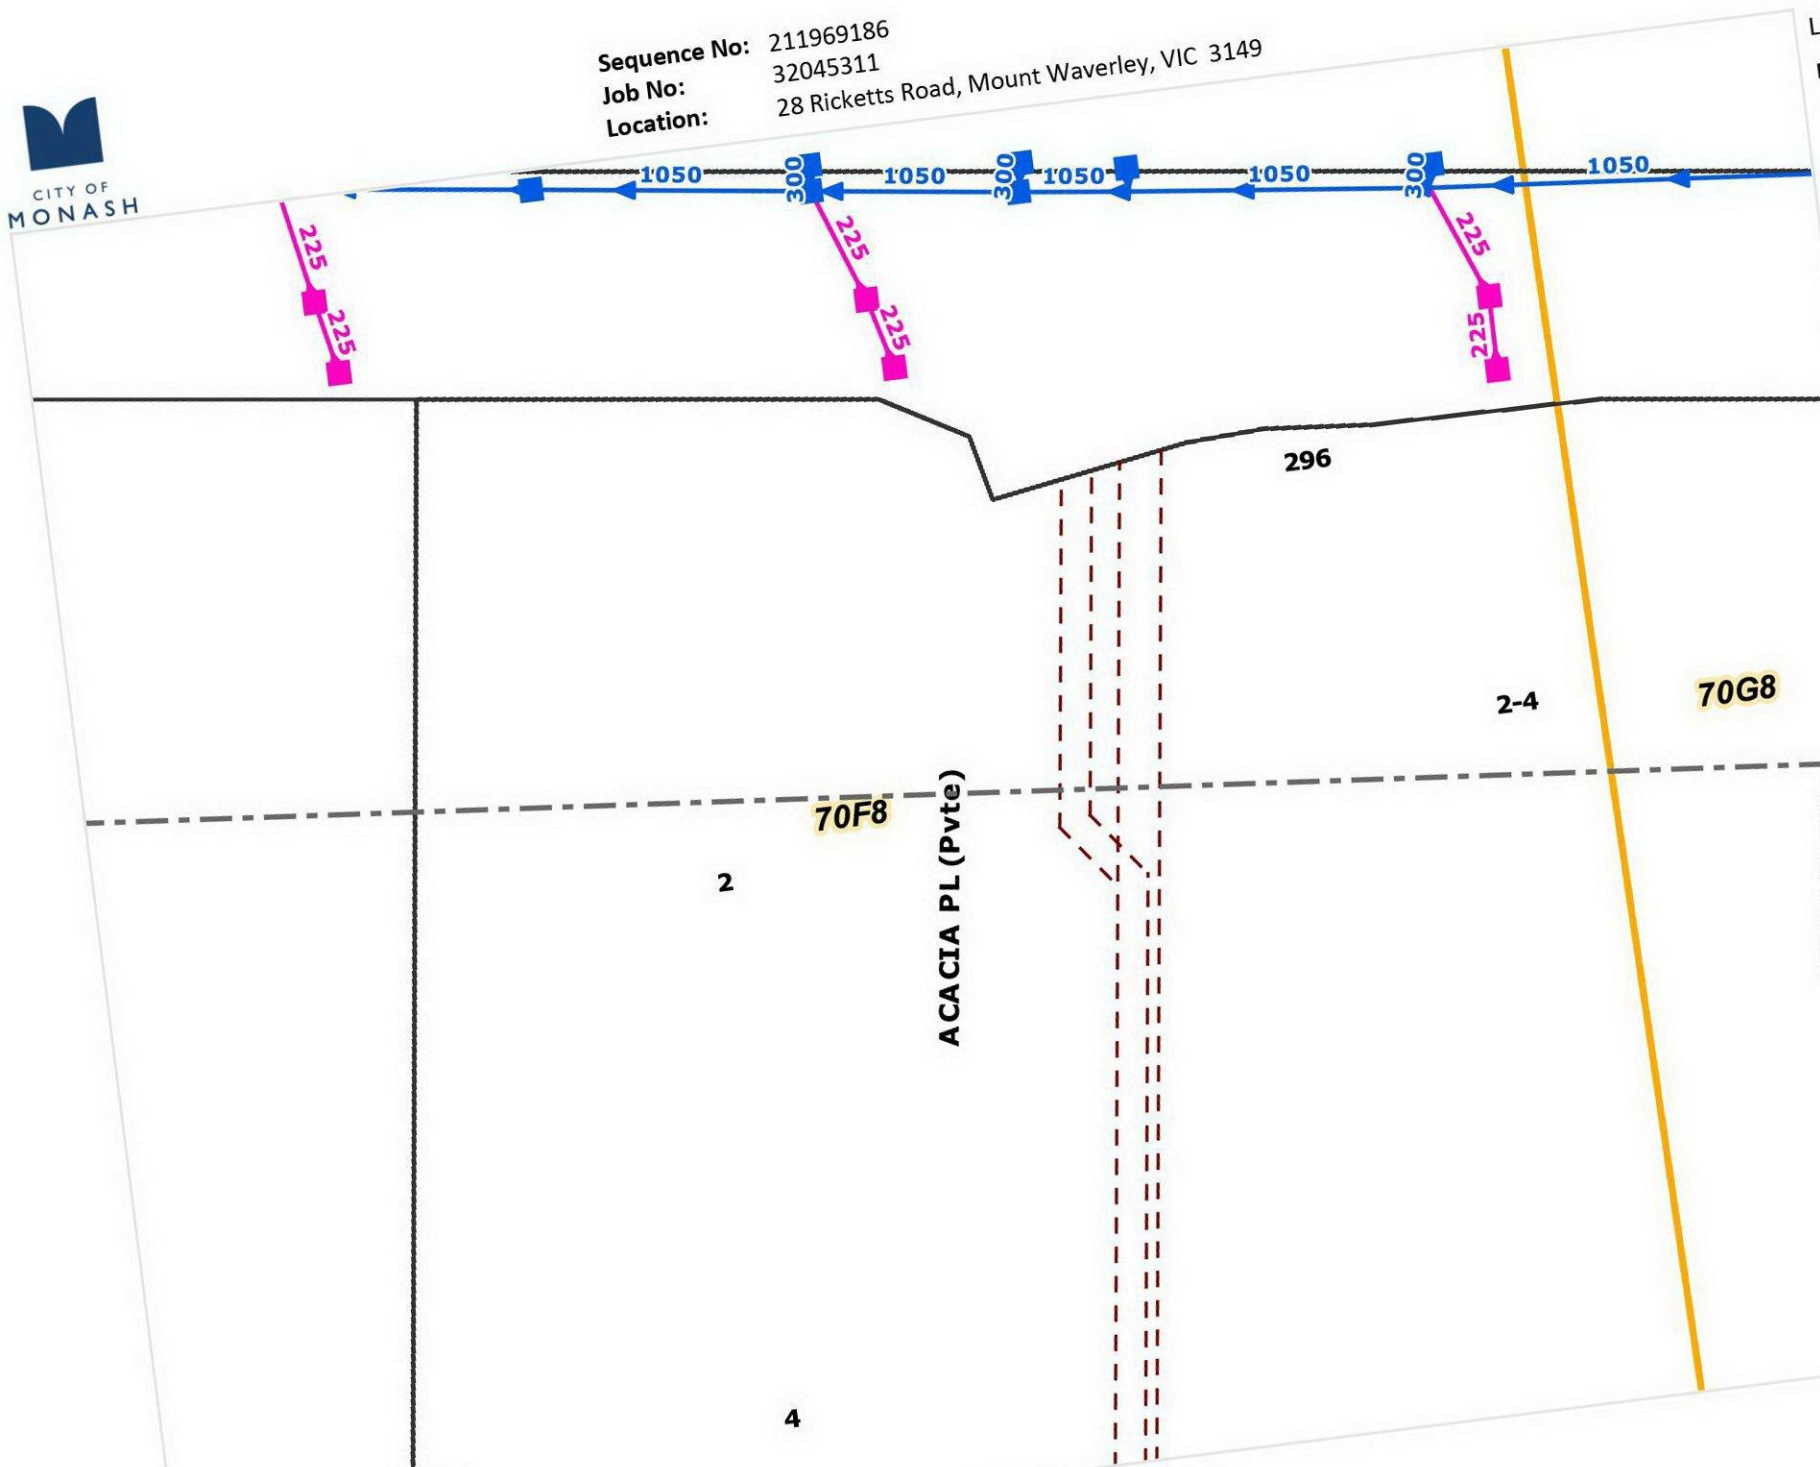 Sequence No: 211969186
Job No: 32045311
Location: 28 Ricketts Road, Mount Waverley, VIC 3149
CITY OF
MONASH
1050 300 1050 300 1050 1050 300 1050
225 225 225
225 225 225
296
2-4 70G8
70F8
ACACIA PL (Pvte)
2
4